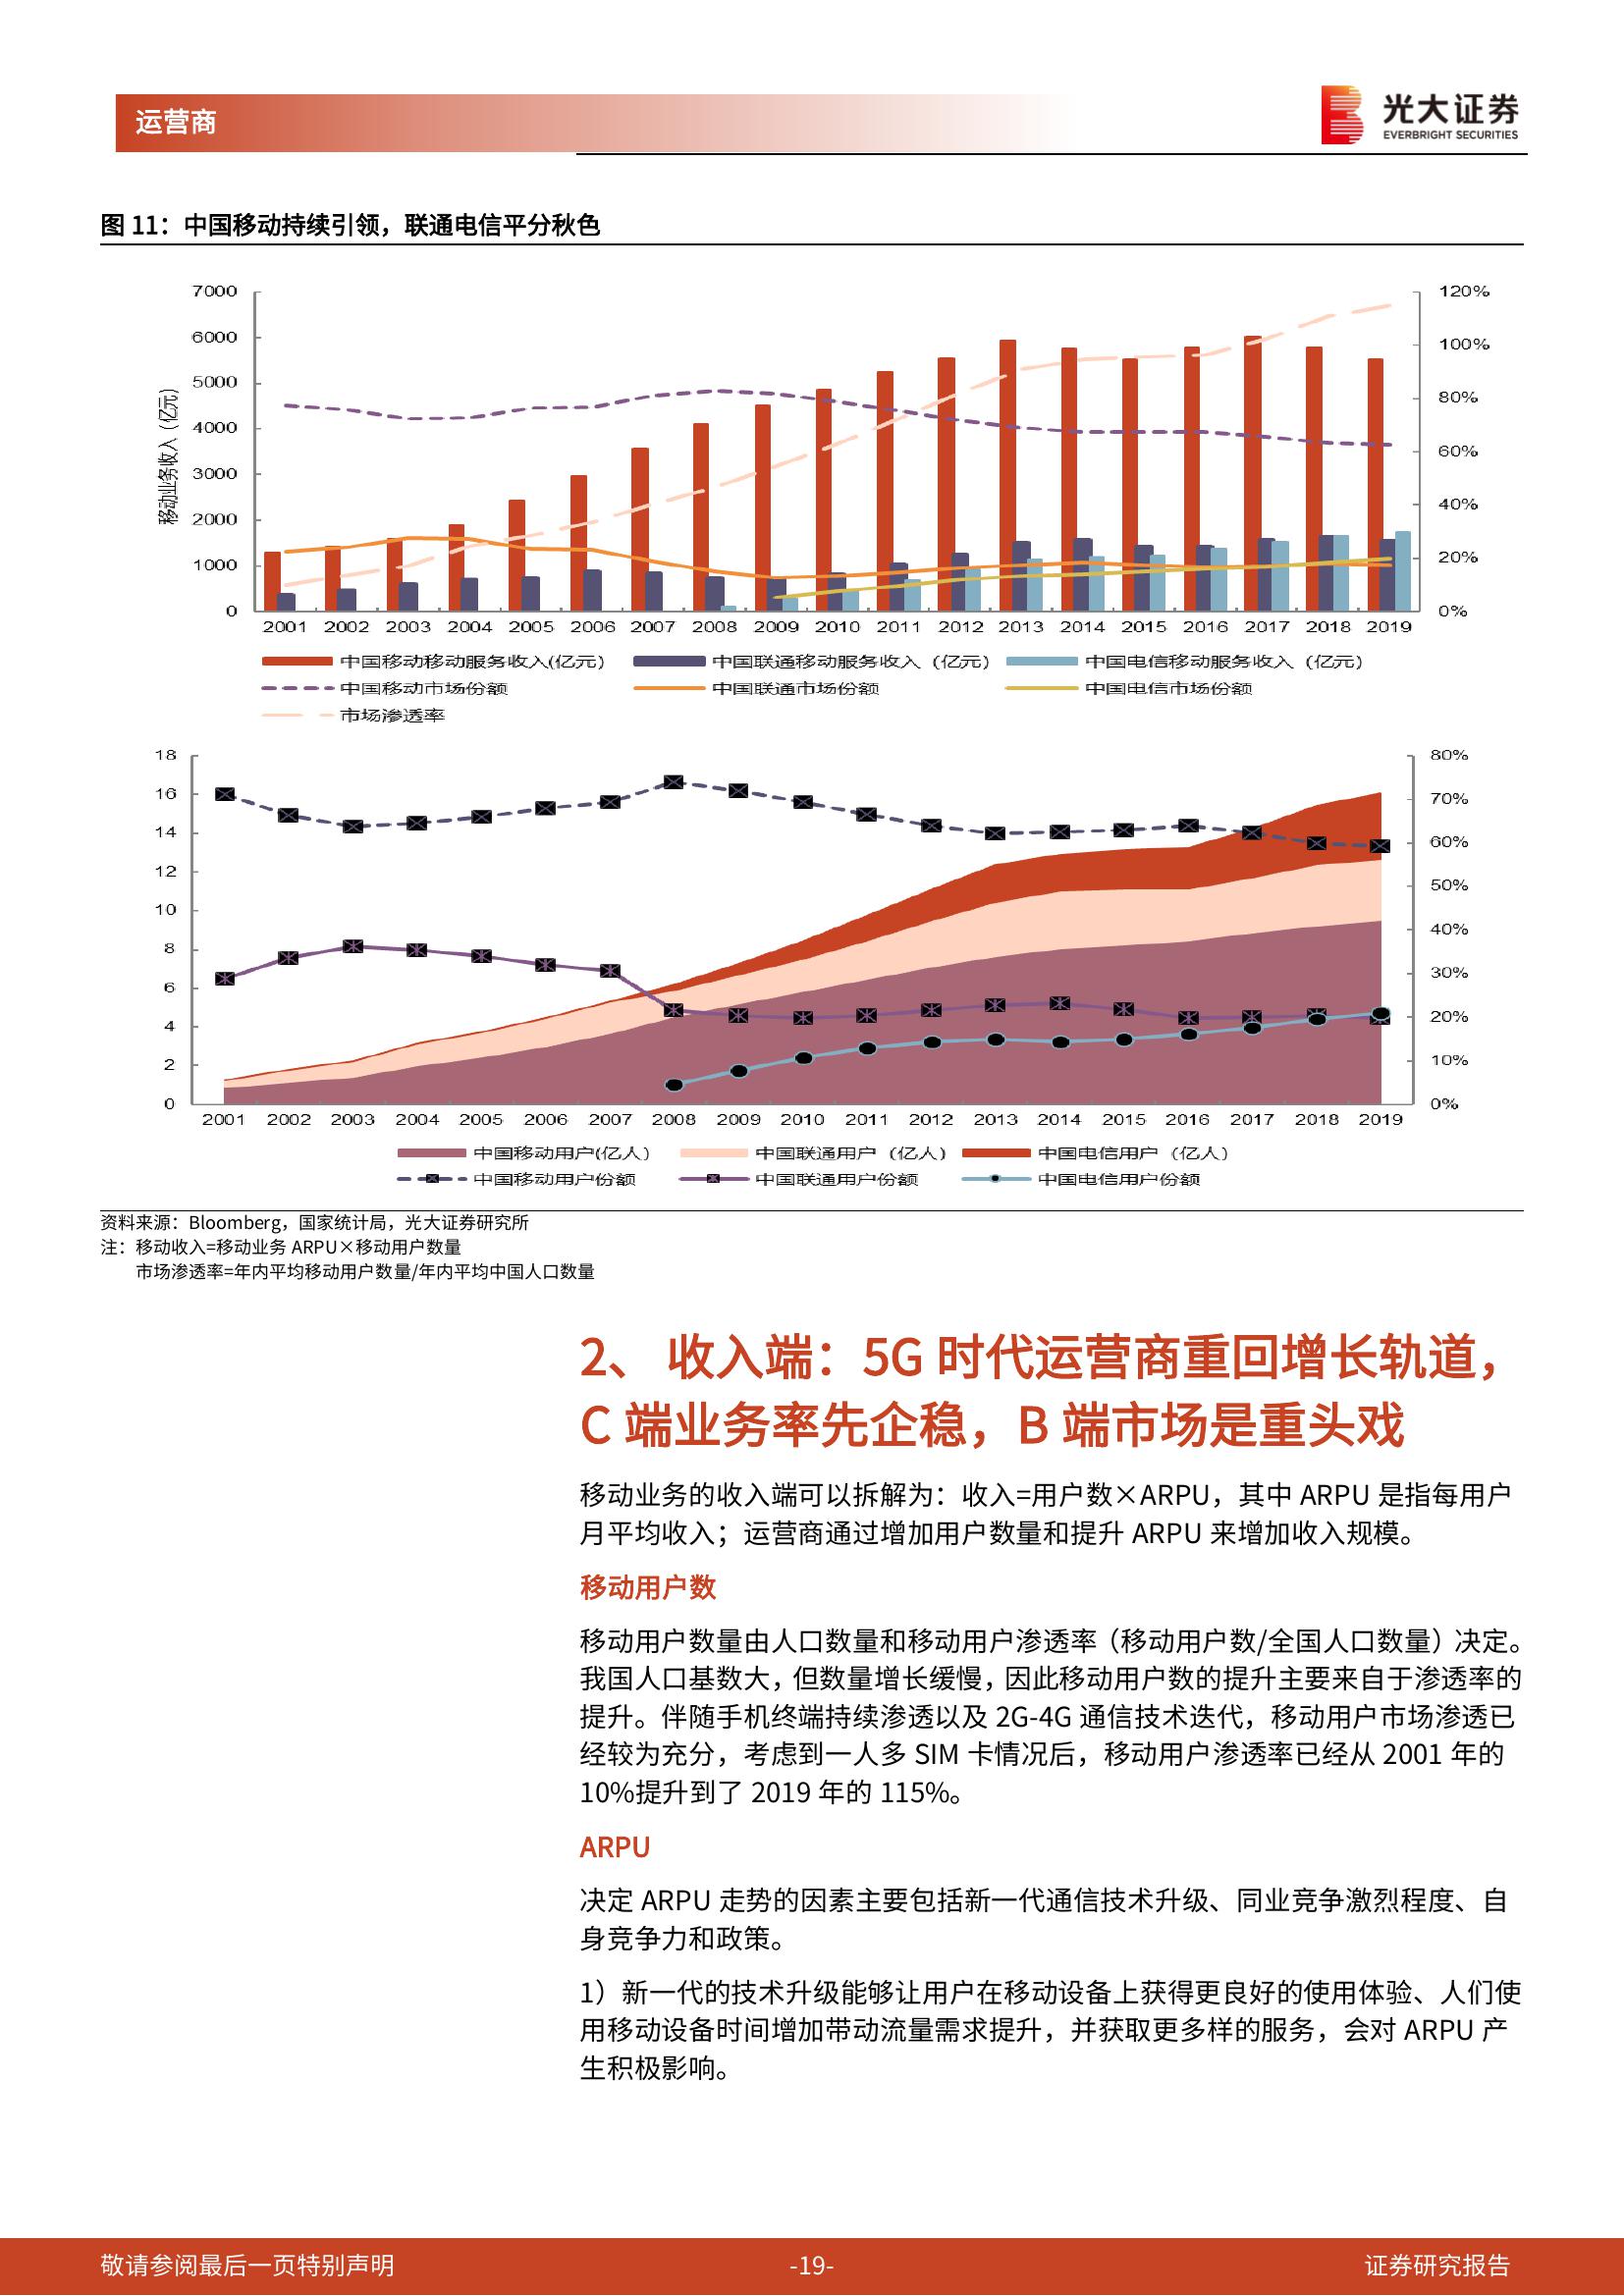 运营商
光大证券
EVERBRIGHT SECURITIES
图 11：中国移动持续引领，联通电信平分秋色
移动业务收入（亿元）
7000
6000
5000
4000
3000
2000
1000
0
120%
100%
80%
60%
40%
20%
0%
2001 2002 2003 2004 2005 2006 2007 2008 2009 2010 2011 2012 2013 2014 2015 2016 2017 2018 2019
中国移动移动服务收入(亿元) 中国联通移动服务收入（亿元） 中国电信移动服务收入（亿元）
中国移动市场份额 中国联通市场份额 中国电信市场份额
市场渗透率
18
16
14
12
10
8
6
4
2
0
80%
70%
60%
50%
40%
30%
20%
10%
0%
2001 2002 2003 2004 2005 2006 2007 2008 2009 2010 2011 2012 2013 2014 2015 2016 2017 2018 2019
中国移动用户(亿人) 中国联通用户（亿人） 中国电信用户（亿人）
中国移动用户份额 中国联通用户份额 中国电信用户份额
资料来源：Bloomberg，国家统计局，光大证券研究所
注：移动收入=移动业务 ARPU×移动用户数量
市场渗透率=年内平均移动用户数量/年内平均中国人口数量
2、 收入端：5G 时代运营商重回增长轨道，
C 端业务率先企稳，B 端市场是重头戏
移动业务的收入端可以拆解为：收入=用户数×ARPU，其中 ARPU 是指每用户
月平均收入；运营商通过增加用户数量和提升 ARPU 来增加收入规模。
移动用户数
移动用户数量由人口数量和移动用户渗透率（移动用户数/全国人口数量）决定。
我国人口基数大，但数量增长缓慢，因此移动用户数的提升主要来自于渗透率的
提升。伴随手机终端持续渗透以及 2G-4G 通信技术迭代，移动用户市场渗透已
经较为充分，考虑到一人多 SIM 卡情况后，移动用户渗透率已经从 2001 年的
10%提升到了 2019 年的 115%。
ARPU
决定 ARPU 走势的因素主要包括新一代通信技术升级、同业竞争激烈程度、自
身竞争力和政策。
1）新一代的技术升级能够让用户在移动设备上获得更良好的使用体验、人们使
用移动设备时间增加带动流量需求提升，并获取更多样的服务，会对 ARPU 产
生积极影响。
敬请参阅最后一页特别声明 -19- 证券研究报告